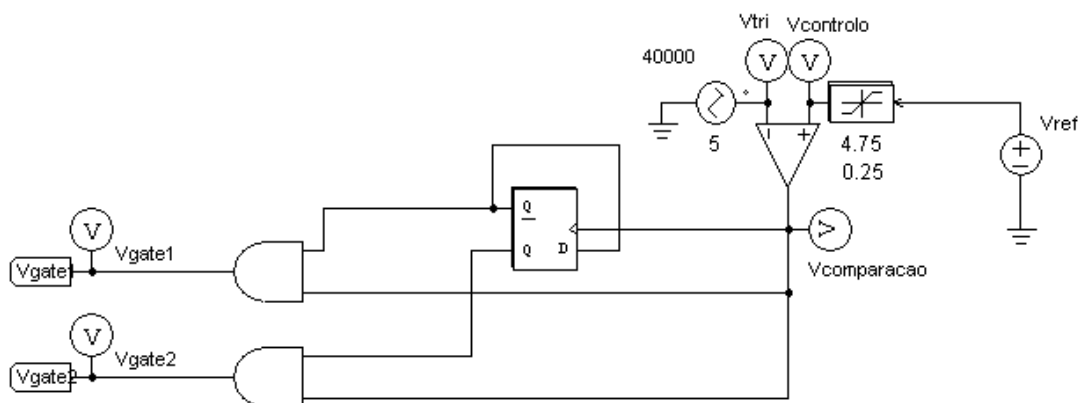 Vtri Vcontrolo
V V
40000
Vref
5
4.75
0.25
Q
Q D
V
Vgate1
Vgate1
V
Vcomparacao
V
Vgate2
Vgate2